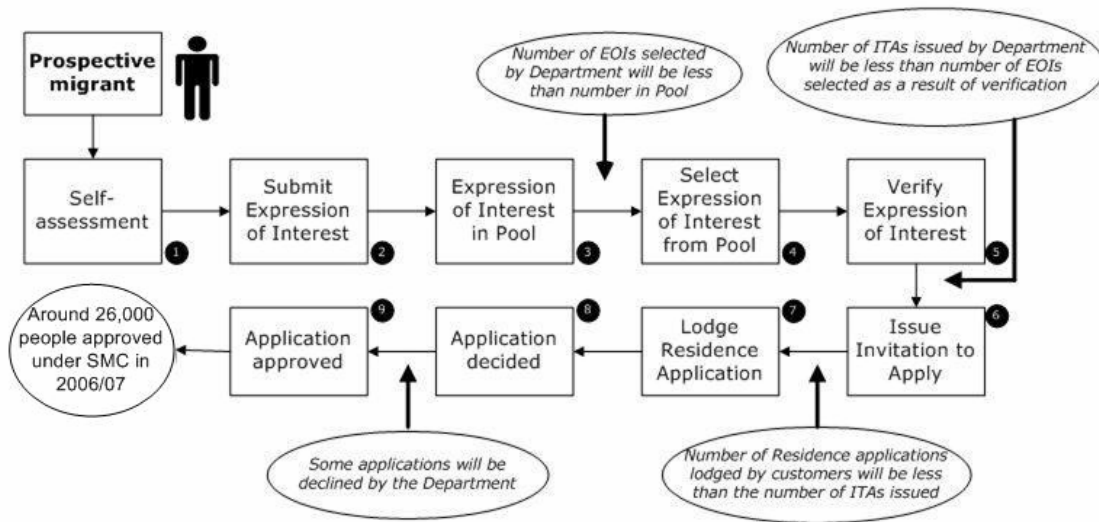 Prospective
migrant
Number of EOIs selected
by Department will be less
than number in Pool
Number of ITAs issued by Department
will be less than number of EOIs
selected as a result of verification
Self-
assessment
1
Submit
Expression
of Interest
2
Expression
of Interest
in Pool
3
Select
Expression
of Interest
from Pool
4
Verify
Expression
of Interest
5
Issue
Invitation to
Apply
6
Lodge
Residence
Application
7
Application
decided
8
Application
approved
9
Around 26,000
people approved
under SMC in
2006/07
Some applications will be
declined by the Department
Number of Residence applications
lodged by customers will be less
than the number of ITAs issued